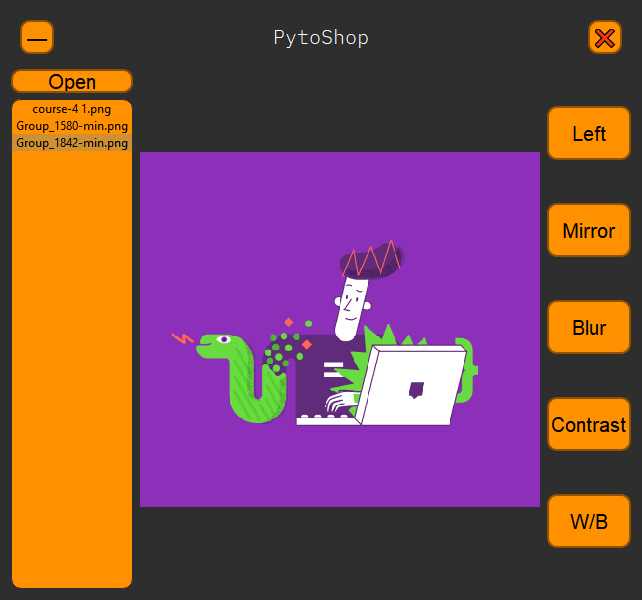 PytoShop
Open
course-4 1.png
Group_1580-min.png
Group_1842-min.png
Left
Mirror
Blur
Contrast
W/B